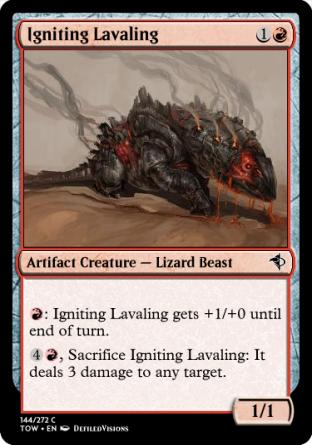 Igniting Lavaling 1
: Igniting Lavaling gets +1/+0 until
end of turn.
4 , Sacrifice Igniting Lavaling: It
deals 3 damage to any target.
Artifact Creature — Lizard Beast
144/272 C
TOW • EN DefiledVisions
1/1